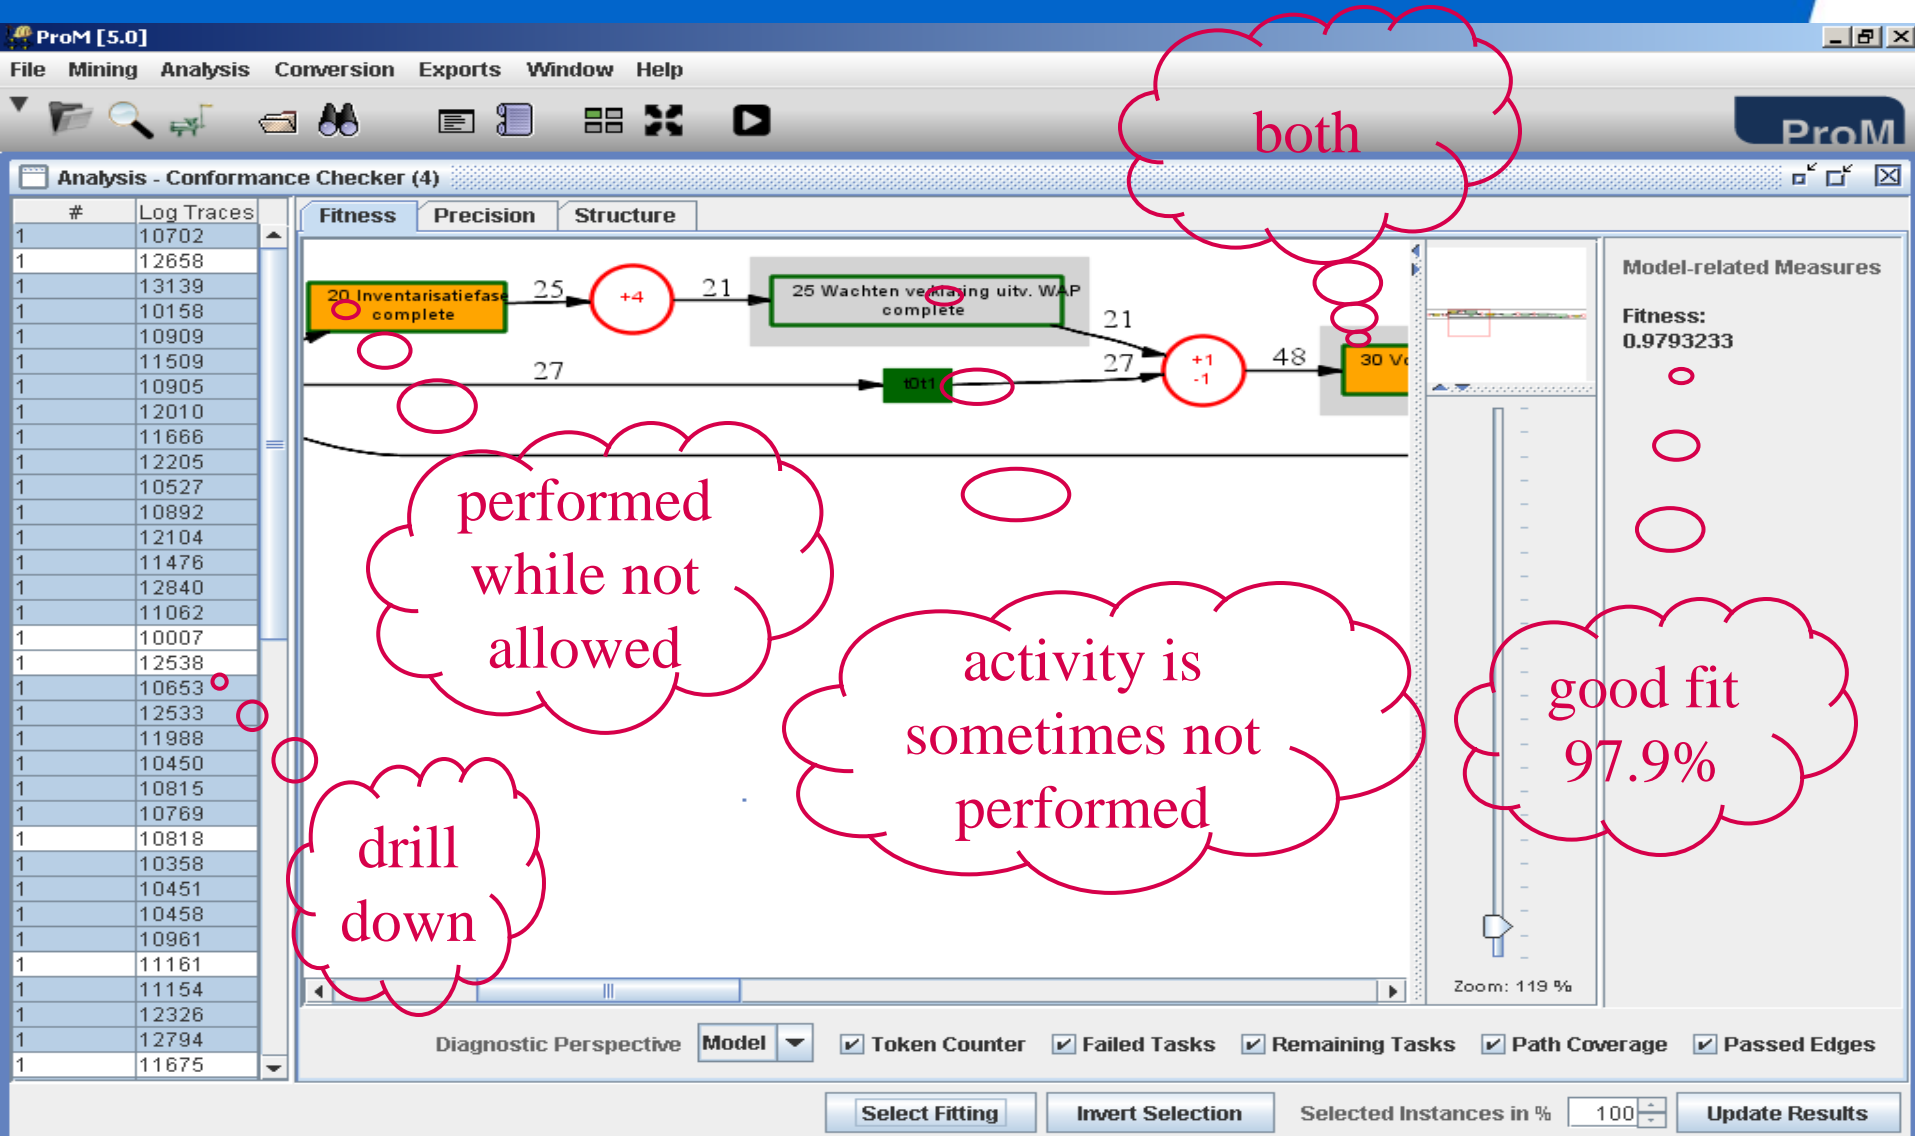 ProM [5.0]
File Mining Analysis Conversion Exports Window Help
ProM
Analysis - Conformance Checker (4)
# Log Traces
1 10702
1 12658
1 13139
1 10158
1 10909
1 11509
1 10905
1 12010
1 11666
1 12205
1 10527
1 10892
1 12104
1 11476
1 12840
1 11062
1 10007
1 12538
1 10653
1 12533
1 11988
1 10450
1 10815
1 10769
1 10818
1 10358
1 10451
1 10458
1 10961
1 11161
1 11154
1 12326
1 12794
1 11675
Fitness Precision Structure
20 Inventarisatiefase
complete
25
+4
21
25 Wachten verklaring uitv. WAP
complete
21
27
t0t1
27
+1
-1
48
30 Vo
both
performed
while not
allowed
activity is
sometimes not
performed
good fit
97.9%
drill
down
Model-related Measures
Fitness:
0.9793233
Zoom: 119 %
Diagnostic Perspective Model Token Counter Failed Tasks Remaining Tasks Path Coverage Passed Edges
Select Fitting Invert Selection Selected Instances in % 100 Update Results